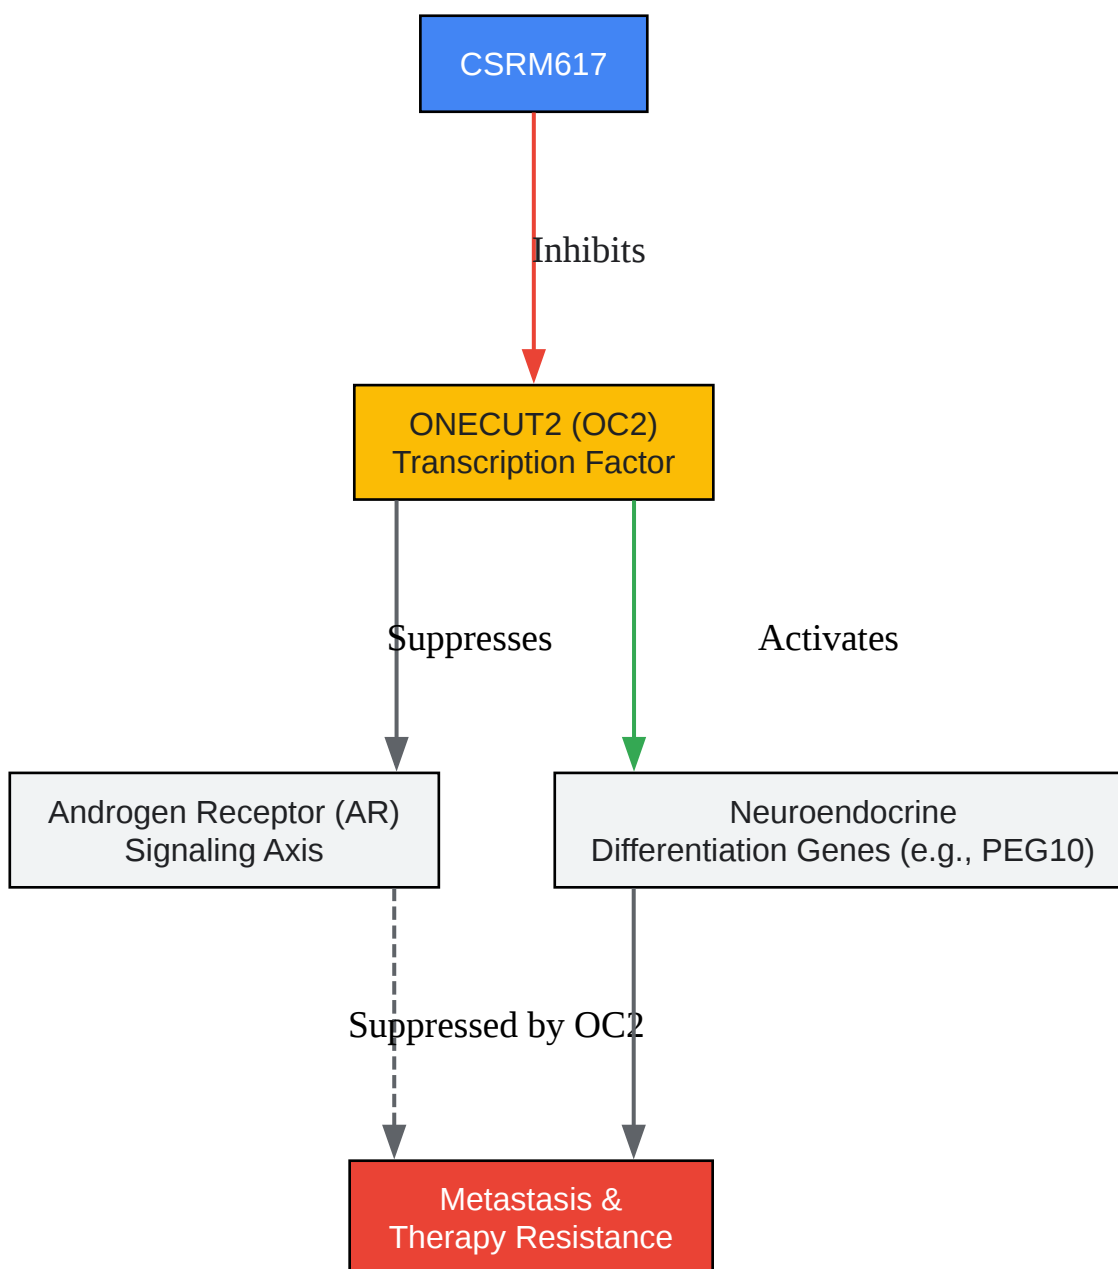 CSRM617
Inhibits
ONECUT2 (OC2)
Transcription Factor
Suppresses
Activates
Androgen Receptor (AR)
Signaling Axis
Neuroendocrine
Differentiation Genes (e.g., PEG10)
Suppressed by OC2
Metastasis &
Therapy Resistance